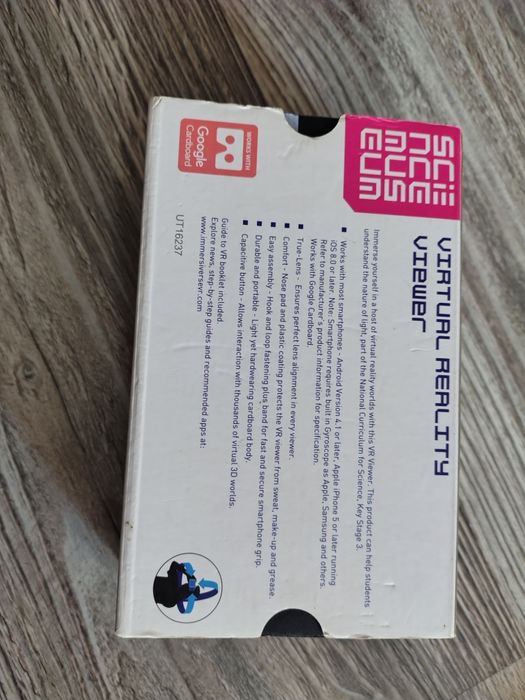 SCIE
NCE
MUS
EUM
VIRTUAL REALITY
VIEWER
Immerse yourself in a host of virtual reality worlds with this VR Viewer. This product can help students
understand the nature of light, part of the National Curriculum for Science, Key Stage 3.
▪ Works with most smartphones - Android Version 4.1 or later, Apple iPhone 5 or later running
iOS 8.0 or later. Note: Smartphone requires built in Gyroscope as Apple, Samsung and others.
Refer to manufacturer's product information for specification.
Works with Google Cardboard.
▪ True-Lens - Ensures perfect lens alignment in every viewer.
▪ Comfort - Nose pad and plastic coating protects the VR viewer from sweat, make-up and grease.
▪ Easy assembly - Hook and loop fastening plus band for fast and secure smartphone grip.
▪ Durable and portable - Light yet hardwearing cardboard body.
▪ Capacitive button - Allows interaction with thousands of virtual 3D worlds.
Guide to VR booklet included.
Explore news, step-by-step guides and recommended apps at:
www.immersiversevr.com
UT16237
WORKS WITH
Google
Cardboard